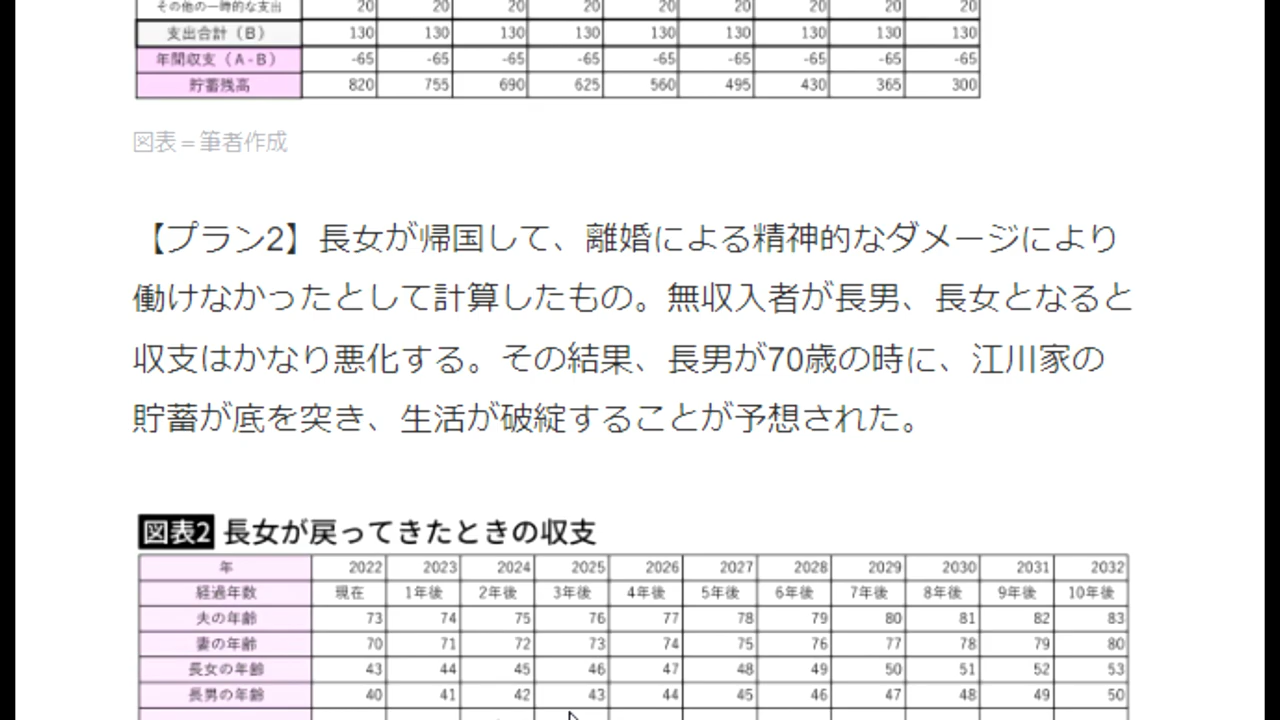 その他の一時的な支出 20 20 20 20 20 20 20 20 20
支出合計（B） 130 130 130 130 130 130 130 130 130
年間収支（A-B） -65 -65 -65 -65 -65 -65 -65 -65 -65
貯蓄残高 820 755 690 625 560 495 430 365 300
図表＝筆者作成
【プラン2】長女が帰国して、離婚による精神的なダメージにより
働けなかったとして計算したもの。無収入者が長男、長女となると
収支はかなり悪化する。その結果、長男が70歳の時に、江川家の
貯蓄が底を突き、生活が破綻することが予想された。
図表2 長女が戻ってきたときの収支
年 2022 2023 2024 2025 2026 2027 2028 2029 2030 2031 2032
経過年数 現在 1年後 2年後 3年後 4年後 5年後 6年後 7年後 8年後 9年後 10年後
夫の年齢 73 74 75 76 77 78 79 80 81 82 83
妻の年齢 70 71 72 73 74 75 76 77 78 79 80
長女の年齢 43 44 45 46 47 48 49 50 51 52 53
長男の年齢 40 41 42 43 44 45 46 47 48 49 50